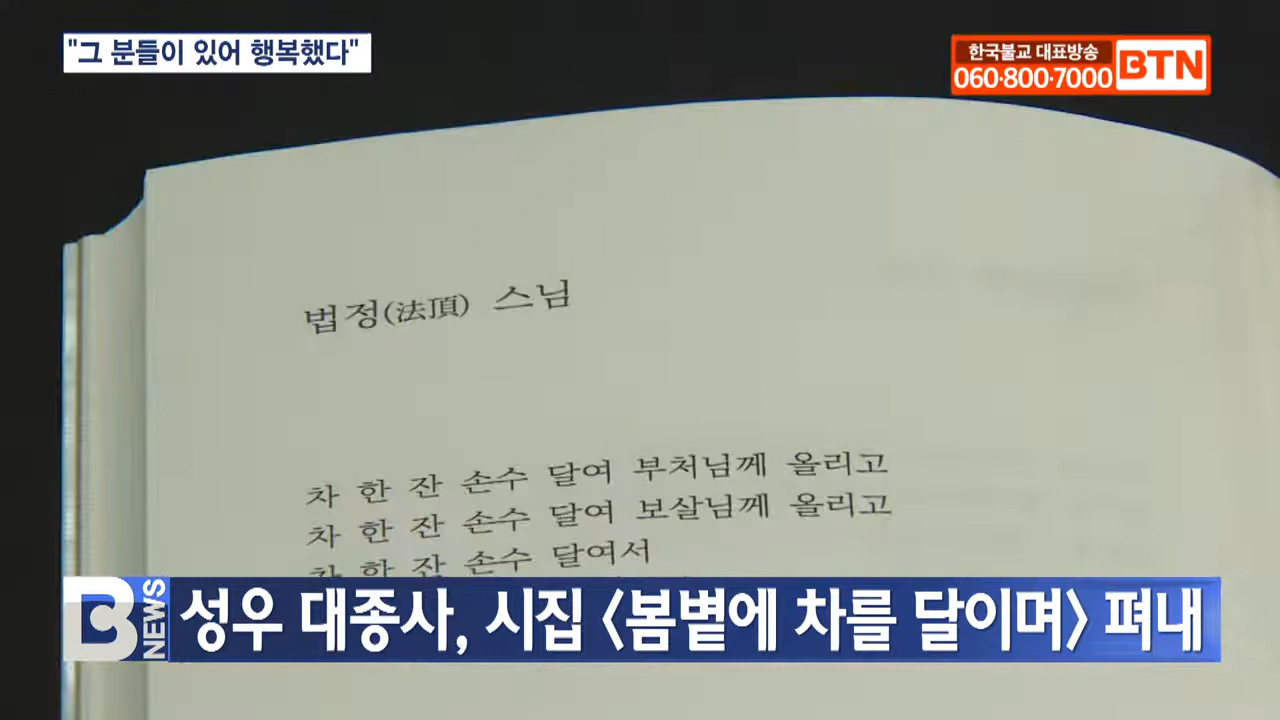 "그 분들이 있어 행복했다"
한국불교 대표방송
060·800·7000
BTN
법정(法頂) 스님
차 한 잔 손수 달여 부처님께 올리고
차 한 잔 손수 달여 보살님께 올리고
차 한 잔 손수 달여서
B NEWS
성우 대종사, 시집 <봄볕에 차를 달이며> 펴내